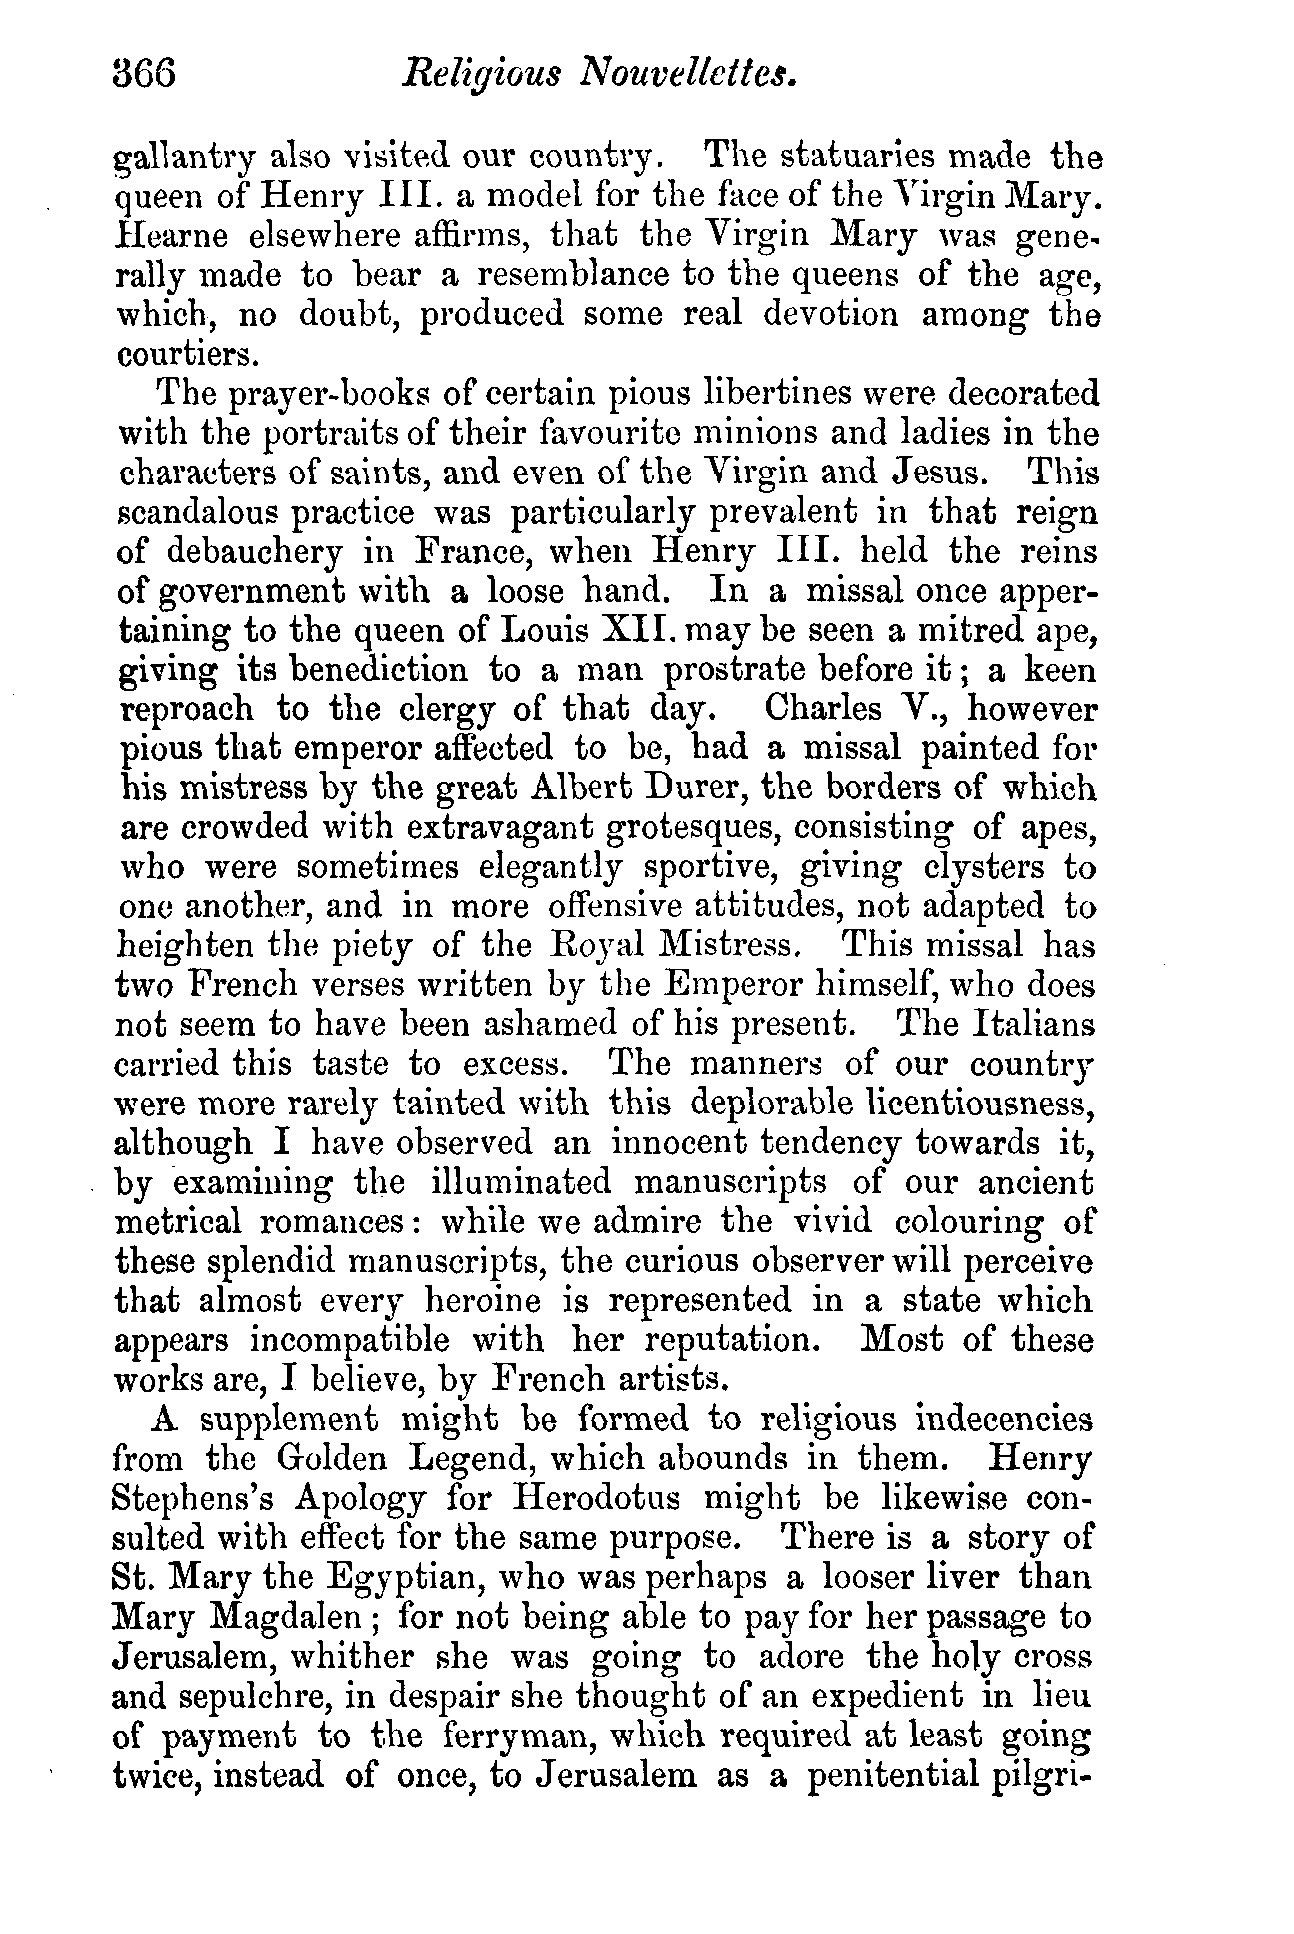 366 Religious Nouvellettes.
gallantry also visited our country. The statuaries made the
queen of Henry III. a model for the face of the Virgin Mary.
Hearne elsewhere affirms, that the Virgin Mary was gene-
rally made to bear a resemblance to the queens of the age,
which, no doubt, produced some real devotion among the
courtiers.
The prayer-books of certain pious libertines were decorated
with the portraits of their favourite minions and ladies in the
characters of saints, and even of the Virgin and Jesus. This
scandalous practice was particularly prevalent in that reign
of debauchery in France, when Henry III. held the reins
of government with a loose hand. In a missal once apper-
taining to the queen of Louis XII. may be seen a mitred ape,
giving its benediction to a man prostrate before it; a keen
reproach to the clergy of that day. Charles V., however
pious that emperor affected to be, had a missal painted for
his mistress by the great Albert Durer, the borders of which
are crowded with extravagant grotesques, consisting of apes,
who were sometimes elegantly sportive, giving clysters to
one another, and in more offensive attitudes, not adapted to
heighten the piety of the Royal Mistress. This missal has
two French verses written by the Emperor himself, who does
not seem to have been ashamed of his present. The Italians
carried this taste to excess. The manners of our country
were more rarely tainted with this deplorable licentiousness,
although I have observed an innocent tendency towards it,
by examining the illuminated manuscripts of our ancient
metrical romances: while we admire the vivid colouring of
these splendid manuscripts, the curious observer will perceive
that almost every heroine is represented in a state which
appears incompatible with her reputation. Most of these
works are, I believe, by French artists.
A supplement might be formed to religious indecencies
from the Golden Legend, which abounds in them. Henry
Stephens's Apology for Herodotus might be likewise con-
sulted with effect for the same purpose. There is a story of
St. Mary the Egyptian, who was perhaps a looser liver than
Mary Magdalen; for not being able to pay for her passage to
Jerusalem, whither she was going to adore the holy cross
and sepulchre, in despair she thought of an expedient in lieu
of payment to the ferryman, which required at least going
twice, instead of once, to Jerusalem as a penitential pilgri-